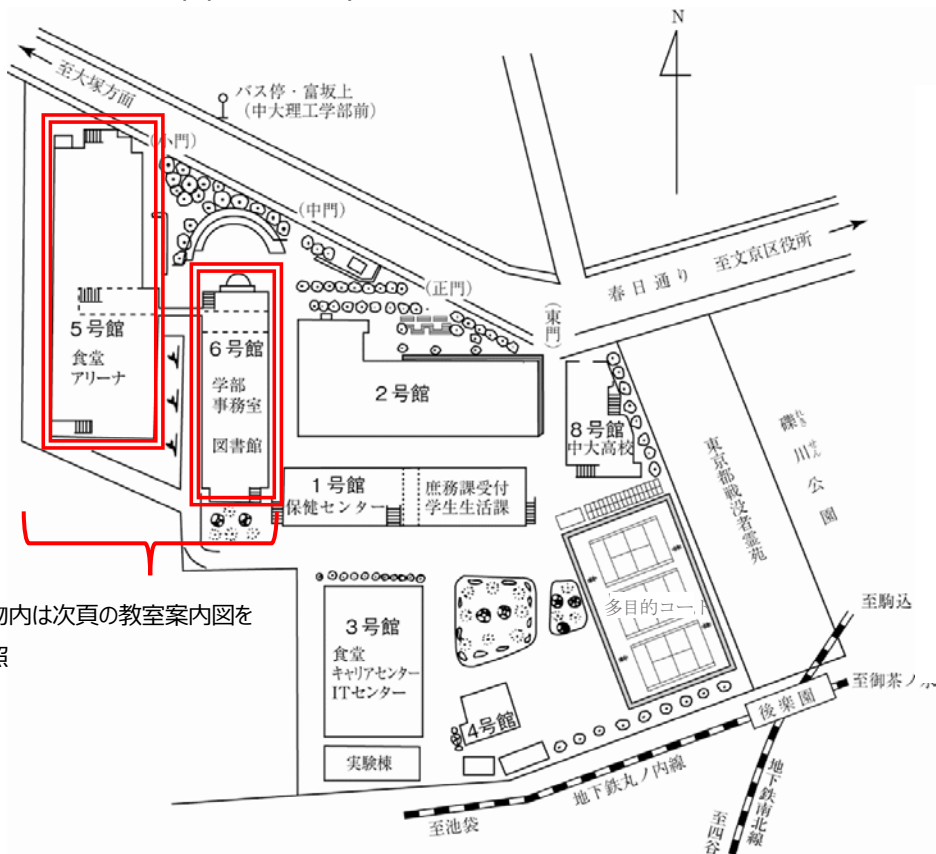 N
至大塚方面
バス停・富坂上
(中大理工学部前)
(小門)
(中門)
(正門)
(東門)
春日通り 至文京区役所
5号館
食堂
アリーナ
6号館
学部
事務室
図書館
2号館
8号館
中大高校
1号館
保健センター
庶務課受付
学生生活課
東京都戦没者霊苑
礫川公園
れきせん
多目的コート
3号館
食堂
キャリアセンター
ITセンター
4号館
実験棟
物内は次頁の教室案内図を
照
至駒込
至御茶ノ水
後楽園
地下鉄丸ノ内線
至池袋
地下鉄南北線
至四谷